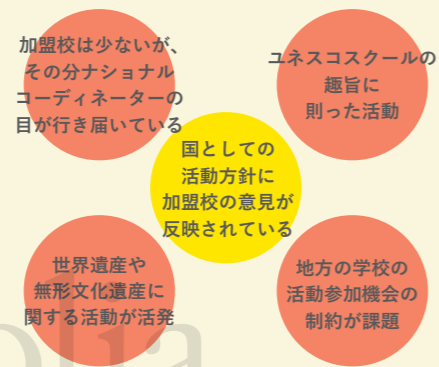 加盟校は少ないが、
その分ナショナル
コーディネーターの
目が行き届いている
ユネスコスクールの
趣旨に
則った活動
国としての
活動方針に
加盟校の意見が
反映されている
世界遺産や
無形文化遺産に
関する活動が活発
地方の学校の
活動参加機会の
制約が課題
olia